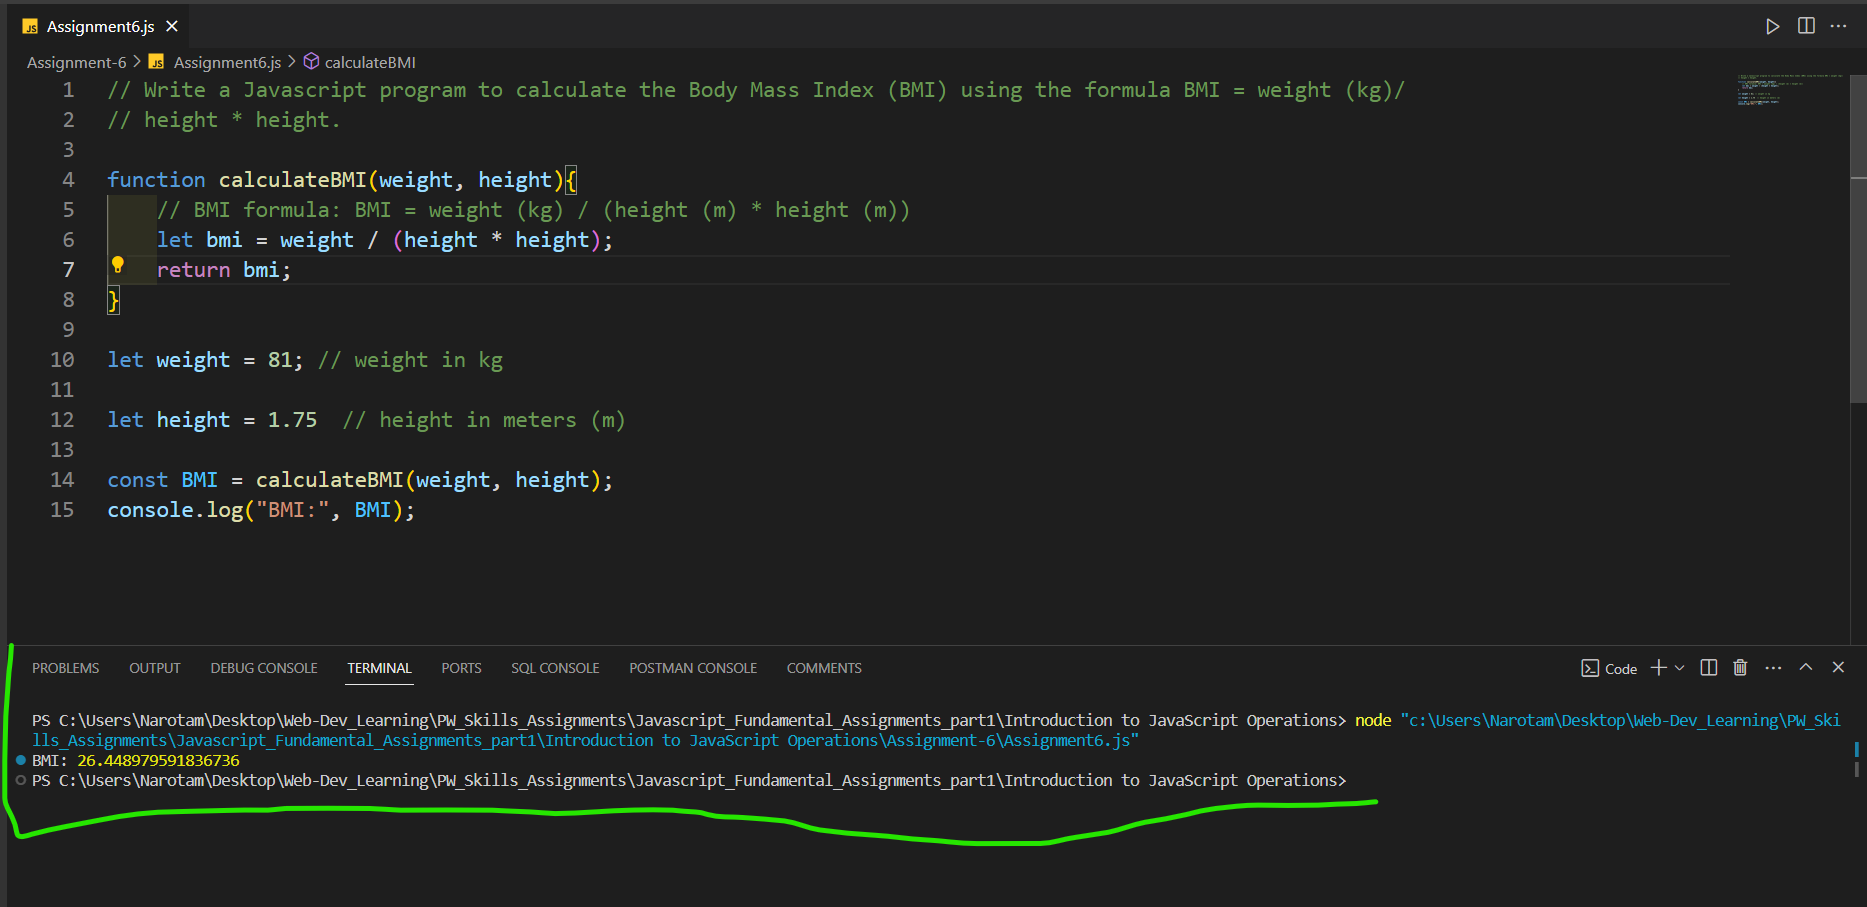 JS Assignment6.js
Assignment-6 > JS Assignment6.js > calculateBMI
1 // Write a Javascript program to calculate the Body Mass Index (BMI) using the formula BMI = weight (kg)/
2 // height * height.
3
4 function calculateBMI(weight, height){
5 // BMI formula: BMI = weight (kg) / (height (m) * height (m))
6 let bmi = weight / (height * height);
7 return bmi;
8 }
9
10 let weight = 81; // weight in kg
11
12 let height = 1.75  // height in meters (m)
13
14 const BMI = calculateBMI(weight, height);
15 console.log("BMI:", BMI);
PROBLEMS OUTPUT DEBUG CONSOLE TERMINAL PORTS SQL CONSOLE POSTMAN CONSOLE COMMENTS Code
PS C:\Users\Narotam\Desktop\Web-Dev_Learning\PW_Skills_Assignments\Javascript_Fundamental_Assignments_part1\Introduction to JavaScript Operations> node "c:\Users\Narotam\Desktop\Web-Dev_Learning\PW_Ski
lls_Assignments\Javascript_Fundamental_Assignments_part1\Introduction to JavaScript Operations\Assignment-6\Assignment6.js"
BMI: 26.448979591836736
PS C:\Users\Narotam\Desktop\Web-Dev_Learning\PW_Skills_Assignments\Javascript_Fundamental_Assignments_part1\Introduction to JavaScript Operations>